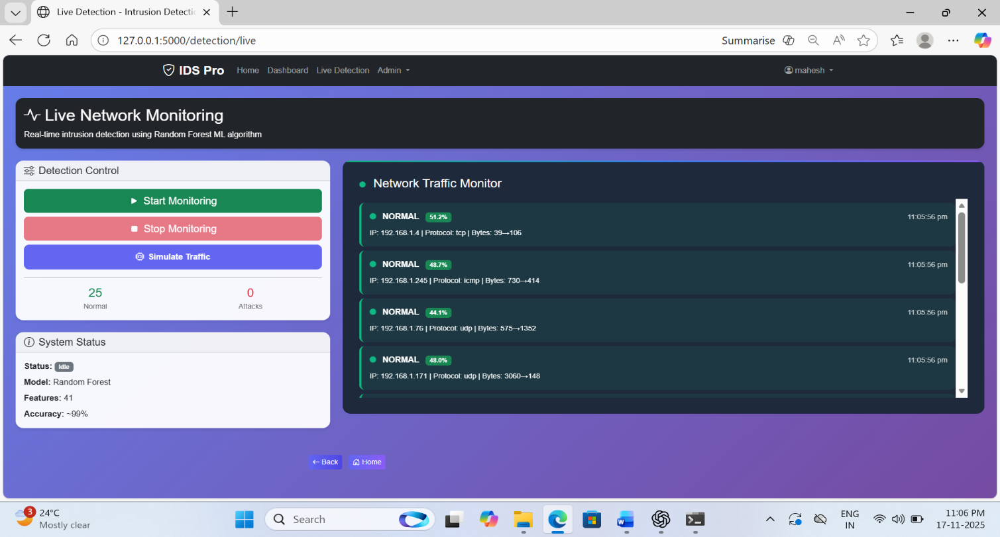 Live Detection - Intrusion Detectic
127.0.0.1:5000/detection/live
Summarise
IDS Pro Home Dashboard Live Detection Admin
mahesh
Live Network Monitoring
Real-time intrusion detection using Random Forest ML algorithm
Detection Control
Start Monitoring
Stop Monitoring
Simulate Traffic
25 0
Normal Attacks
System Status
Status: Idle
Model: Random Forest
Features: 41
Accuracy: ~99%
Network Traffic Monitor
NORMAL 51.2% 11:05:56 pm
IP: 192.168.1.4 | Protocol: tcp | Bytes: 39→106
NORMAL 48.7% 11:05:56 pm
IP: 192.168.1.245 | Protocol: icmp | Bytes: 730→414
NORMAL 44.1% 11:05:56 pm
IP: 192.168.1.76 | Protocol: udp | Bytes: 575→1352
NORMAL 48.0% 11:05:56 pm
IP: 192.168.1.171 | Protocol: udp | Bytes: 3060→148
← Back Home
3
24°C
Mostly clear
Search
ENG
IN
11:06 PM
17-11-2025